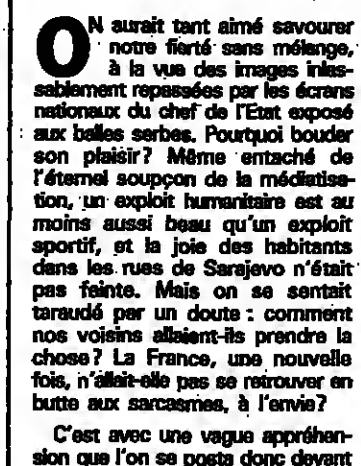 ON aurait tant aimé savourer
notre fierté sans mélange,
à la vue des images inlas-
sablement repassées par les écrans
nationaux du chef de l'Etat exposé
aux balles serbes. Pourquoi bouder
son plaisir ? Même entaché de
l'éternel soupçon de la médiatisa-
tion, un exploit humanitaire est au
moins aussi beau qu'un exploit
sportif, et la joie des habitants
dans les rues de Sarajevo n'était
pas feinte. Mais on se sentait
taraudé par un doute : comment
nos voisins allaient-ils prendre la
chose ? La France, une nouvelle
fois, n'allait-elle pas se retrouver en
butte aux sarcasmes, à l'envie ?
C'est avec une vague appréhen-
sion que l'on se posta donc devant